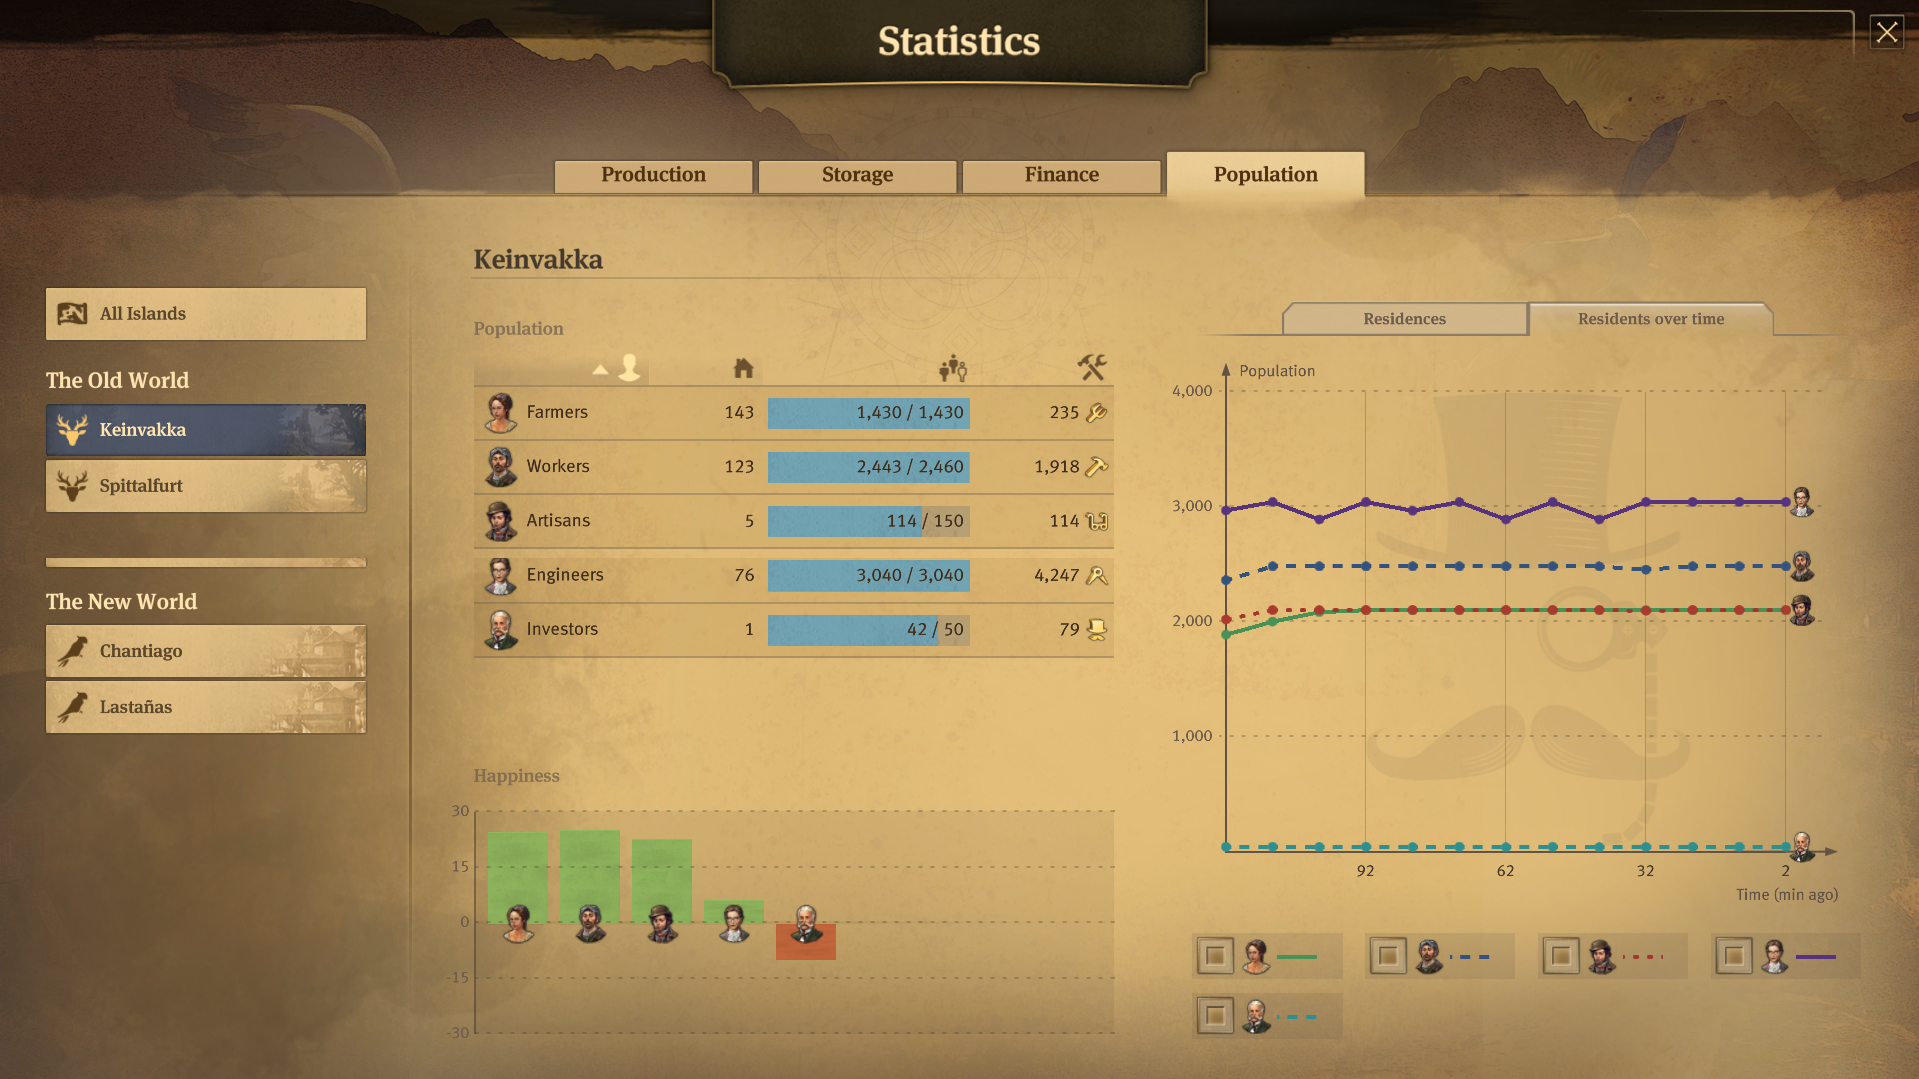 Statistics
Production
Storage
Finance
Population
All Islands
The Old World
Keinvakka
Spittalfurt
The New World
Chantiago
Lastañas
Keinvakka
Population
Farmers 143 1,430 / 1,430 235
Workers 123 2,443 / 2,460 1,918
Artisans 5 114 / 150 114
Engineers 76 3,040 / 3,040 4,247
Investors 1 42 / 50 79
Happiness
30
15
0
-15
-30
Residences
Residents over time
Population
4,000
3,000
2,000
1,000
92 62 32 2
Time (min ago)